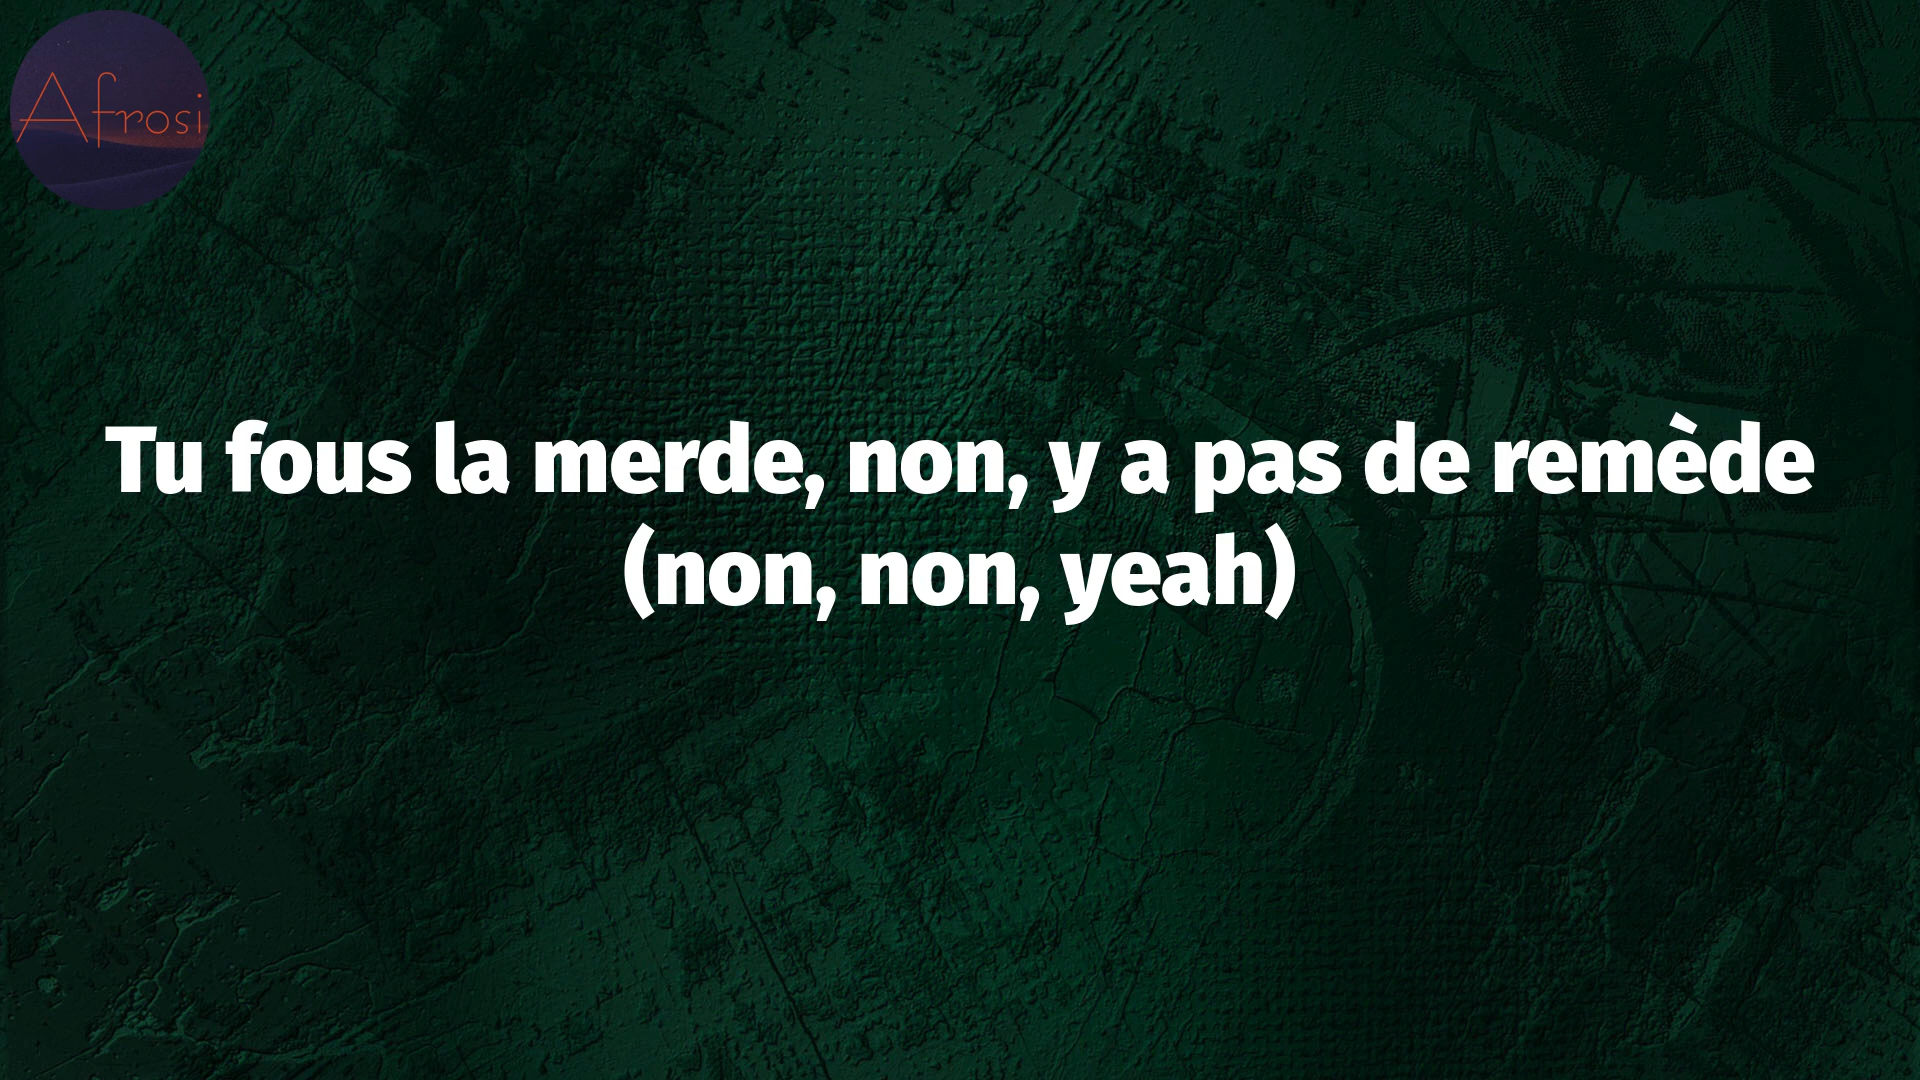 Afrosi
Tu fous la merde, non, y a pas de remède
(non, non, yeah)